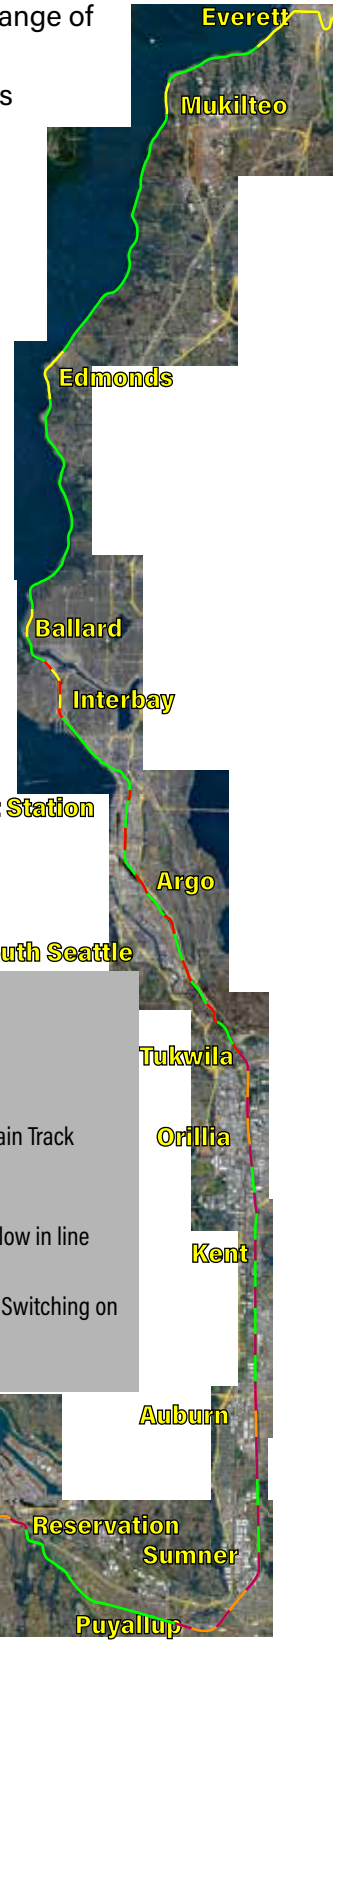 ange of
s
Everett
Mukilteo
Edmonds
Ballard
Interbay
Station
Argo
uth Seattle
Tukwila
Orillia
ain Track
low in line
Kent
Switching on
Auburn
Reservation
Sumner
Puyallup